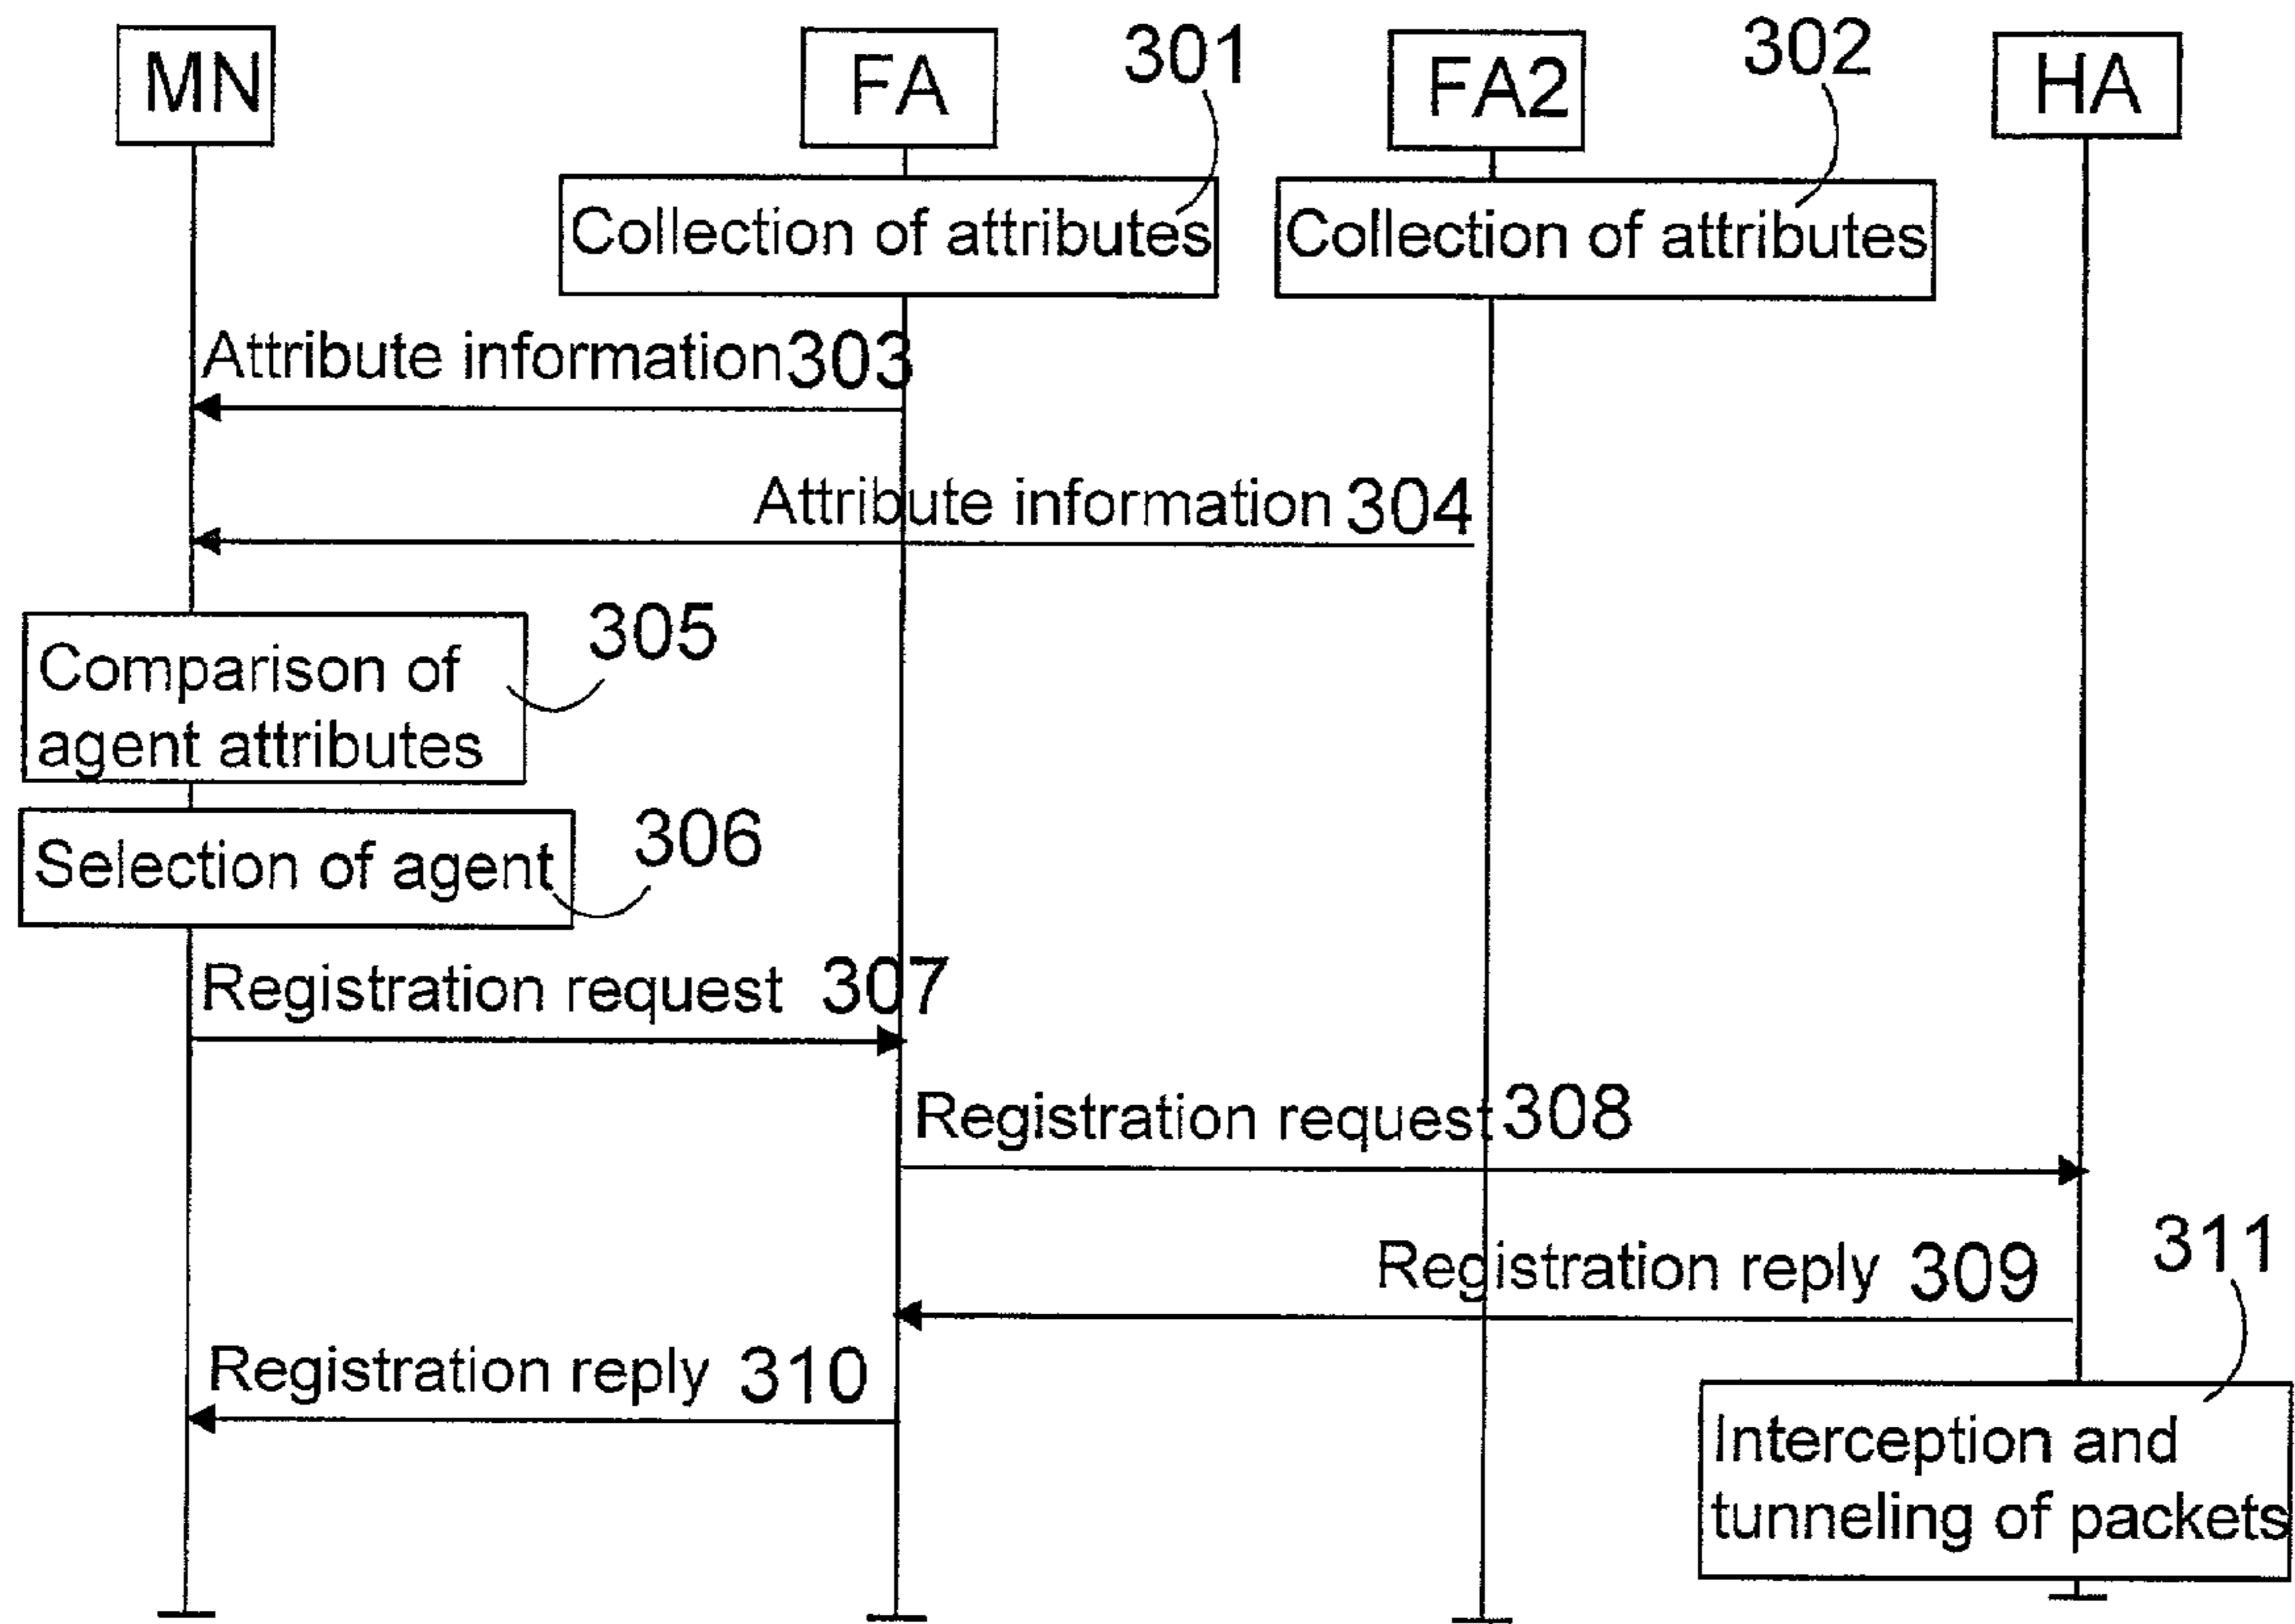 MN
FA
301
FA2
302
HA
Collection of attributes
Collection of attributes
Attribute information 303
Attribute information 304
Comparison of
agent attributes
305
Selection of agent
306
Registration request 307
Registration request 308
Registration reply 309
311
Registration reply 310
Interception and
tunneling of packets